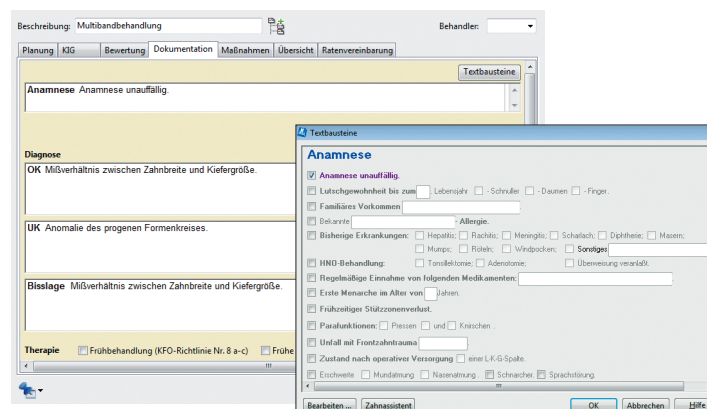 Beschreibung: Multibandbehandlung Behandler:
Planung KIG Bewertung Dokumentation Maßnahmen Übersicht Ratenvereinbarung
Textbausteine
Anamnese Anamnese unauffällig.
Diagnose
OK Mißverhältnis zwischen Zahnbreite und Kiefergröße.
UK Anomalie des progenen Formenkreises.
Bisslage Mißverhältnis zwischen Zahnbreite und Kiefergröße.
Therapie Frühbehandlung (KFO-Richtlinie Nr. 8 a-c) Frühe
Textbausteine
Anamnese
Anamnese unauffällig.
Lutschgewohnheit bis zum . Lebensjahr - Schnuller - Daumen - Finger.
Familiäres Vorkommen
Bekannte - Allergie.
Bisherige Erkrankungen: Hepatitis; Rachitis; Meningitis; Scharlach; Diphtherie; Masern;
Mumps; Röteln; Windpocken; Sonstiges
HNO-Behandlung: Tonsillektomie; Adenotomie; Überweisung veranlaßt.
Regelmäßige Einnahme von folgenden Medikamenten:
Erste Menarche im Alter von Jahren.
Frühzeitiger Stützzonenverlust.
Parafunktionen: Pressen und Knirschen .
Unfall mit Frontzahntrauma .
Zustand nach operativer Versorgung einer L-K-G-Spalte.
Erschwerte Mundatmung Nasenatmung . Schnarcher. Sprachstörung.
Bearbeiten ... Zahnassistent OK Abbrechen Hilfe